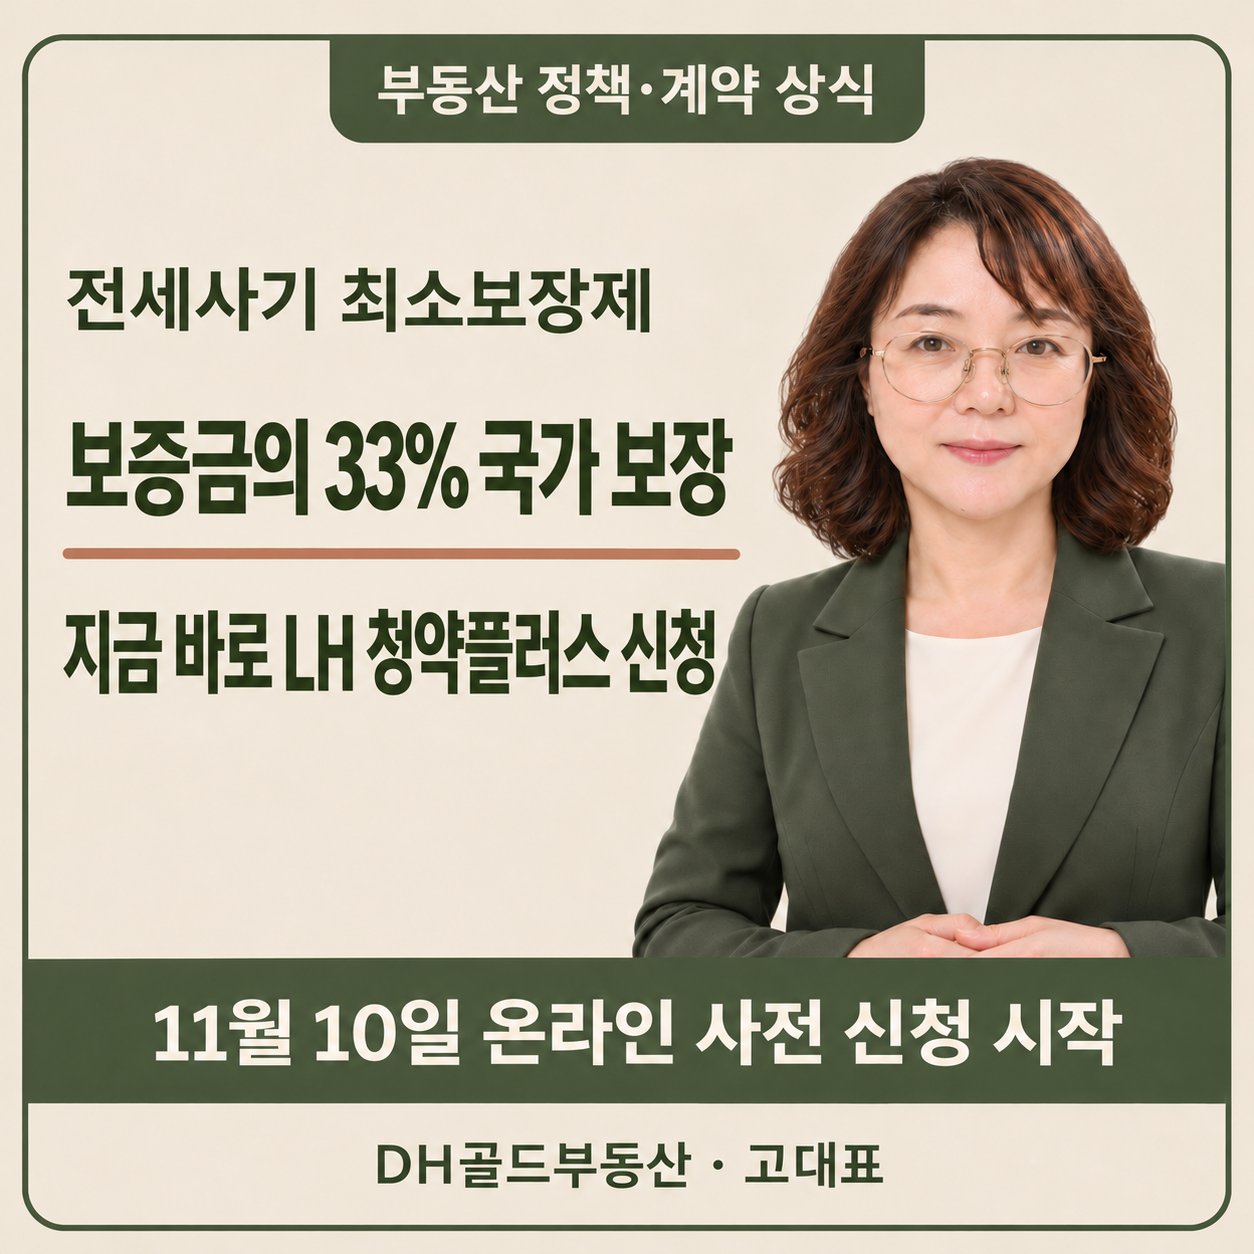 부동산 정책·계약 상식
전세사기 최소보장제
보증금의 33% 국가 보장
지금 바로 LH 청약플러스 신청
11월 10일 온라인 사전 신청 시작
DH골드부동산 · 고대표